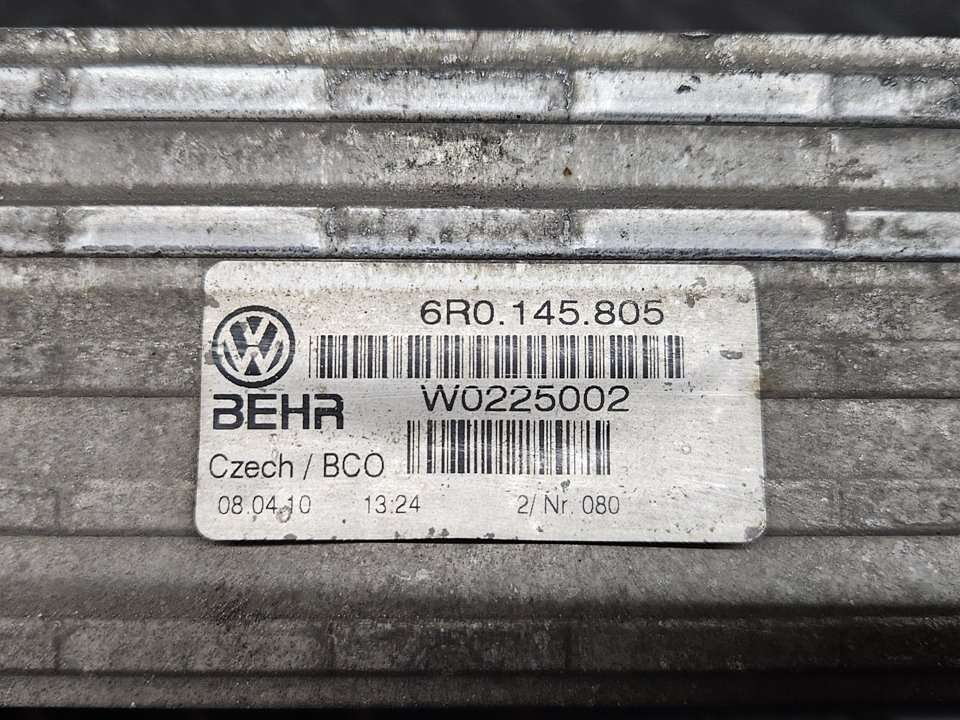 6R0.145.805
W0225002
BEHR
Czech / BCO
08.04.10 13:24 2/ Nr. 080